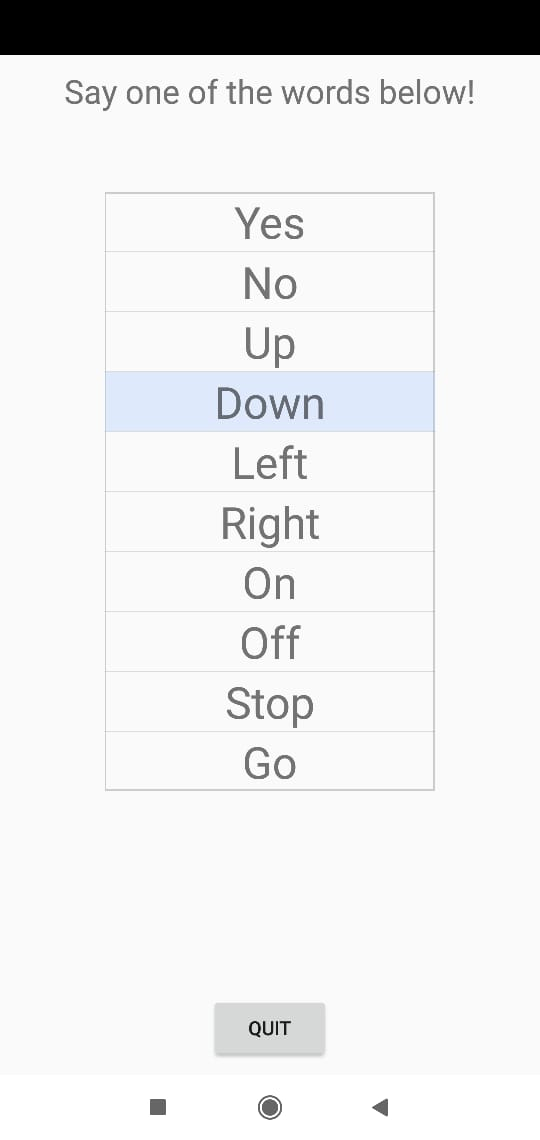 Say one of the words below!
Yes
No
Up
Down
Left
Right
On
Off
Stop
Go
QUIT